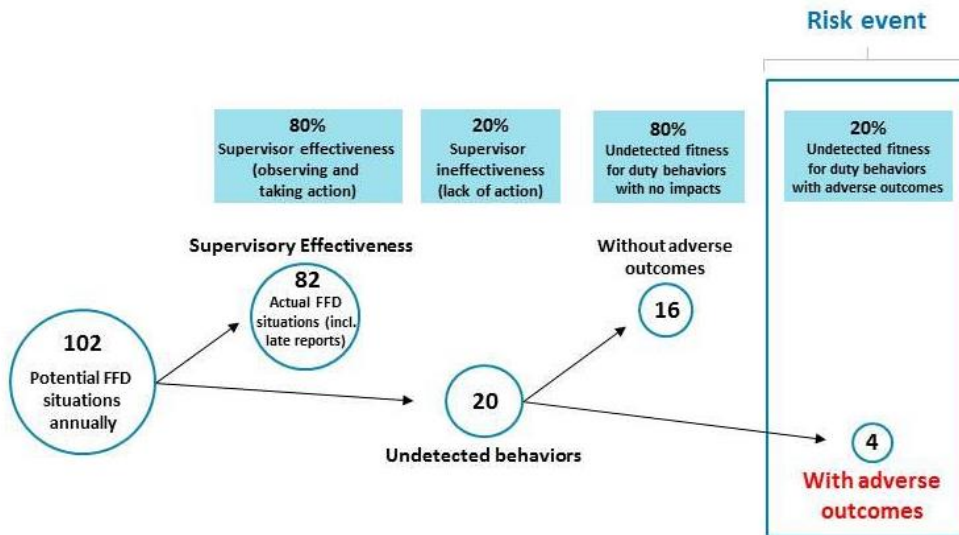 Risk event
80%
Supervisor effectiveness
(observing and
taking action)
20%
Supervisor
ineffectiveness
(lack of action)
80%
Undetected fitness
for duty behaviors
with no impacts
20%
Undetected fitness
for duty behaviors
with adverse outcomes
Supervisory Effectiveness
82
Actual FFD
situations (incl.
late reports)
Without adverse
outcomes
16
102
Potential FFD
situations
annually
20
Undetected behaviors
4
With adverse
outcomes